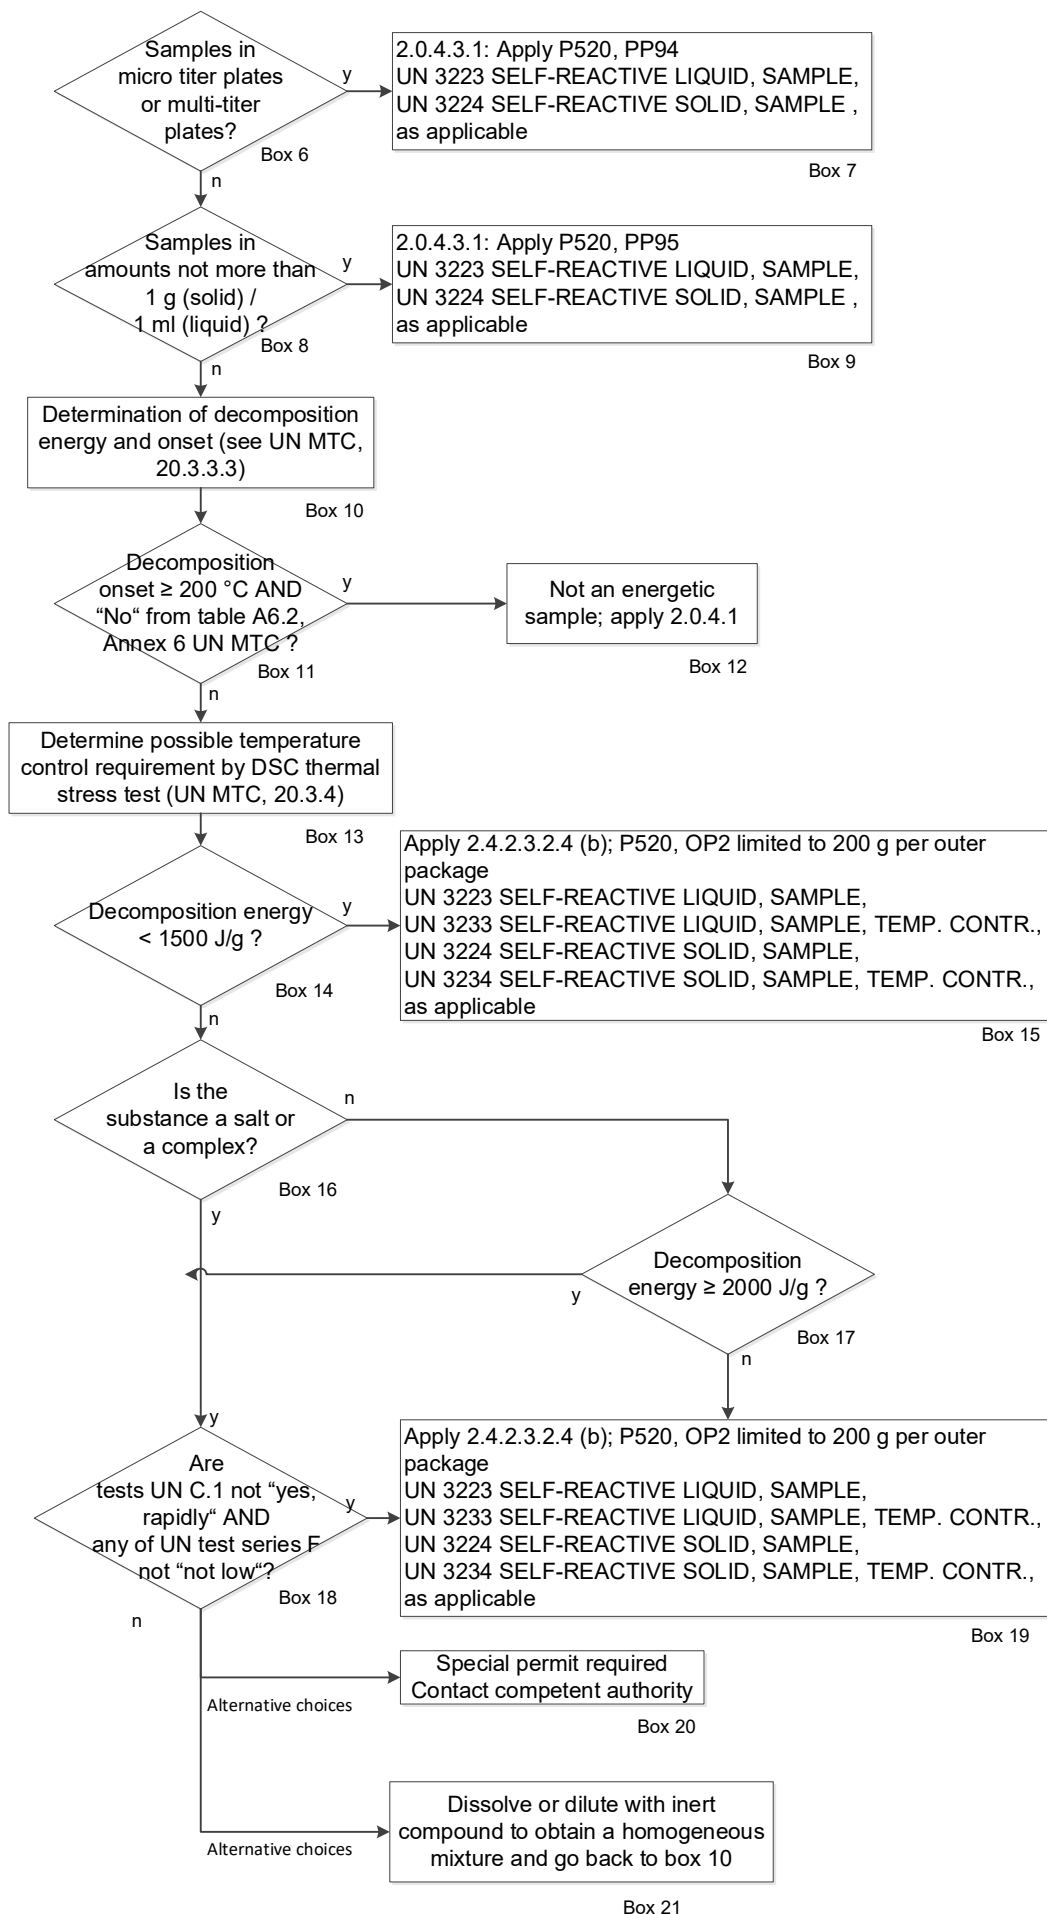 Samples in
micro titer plates
or multi-titer
plates?
y
Box 6
n
2.0.4.3.1: Apply P520, PP94
UN 3223 SELF-REACTIVE LIQUID, SAMPLE,
UN 3224 SELF-REACTIVE SOLID, SAMPLE ,
as applicable
Box 7
Samples in
amounts not more than
1 g (solid) /
1 ml (liquid) ?
y
Box 8
n
2.0.4.3.1: Apply P520, PP95
UN 3223 SELF-REACTIVE LIQUID, SAMPLE,
UN 3224 SELF-REACTIVE SOLID, SAMPLE ,
as applicable
Box 9
Determination of decomposition
energy and onset (see UN MTC,
20.3.3.3)
Box 10
Decomposition
onset ≥ 200 °C AND
“No“ from table A6.2,
Annex 6 UN MTC ?
y
Box 11
n
Not an energetic
sample; apply 2.0.4.1
Box 12
Determine possible temperature
control requirement by DSC thermal
stress test (UN MTC, 20.3.4)
Box 13
Decomposition energy
< 1500 J/g ?
y
Box 14
n
Apply 2.4.2.3.2.4 (b); P520, OP2 limited to 200 g per outer
package
UN 3223 SELF-REACTIVE LIQUID, SAMPLE,
UN 3233 SELF-REACTIVE LIQUID, SAMPLE, TEMP. CONTR.,
UN 3224 SELF-REACTIVE SOLID, SAMPLE,
UN 3234 SELF-REACTIVE SOLID, SAMPLE, TEMP. CONTR.,
as applicable
Box 15
Is the
substance a salt or
a complex?
n
Box 16
y
Decomposition
energy ≥ 2000 J/g ?
y
Box 17
n
y
Are
tests UN C.1 not “yes,
rapidly“ AND
any of UN test series F
not “not low“?
y
Box 18
n
Apply 2.4.2.3.2.4 (b); P520, OP2 limited to 200 g per outer
package
UN 3223 SELF-REACTIVE LIQUID, SAMPLE,
UN 3233 SELF-REACTIVE LIQUID, SAMPLE, TEMP. CONTR.,
UN 3224 SELF-REACTIVE SOLID, SAMPLE,
UN 3234 SELF-REACTIVE SOLID, SAMPLE, TEMP. CONTR.,
as applicable
Box 19
Special permit required
Contact competent authority
Alternative choices
Box 20
Dissolve or dilute with inert
compound to obtain a homogeneous
mixture and go back to box 10
Alternative choices
Box 21